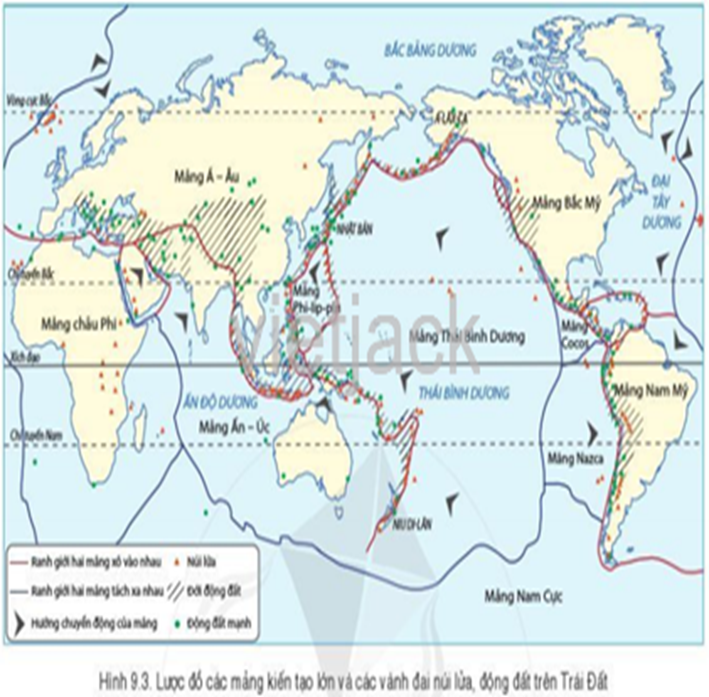 BẮC BĂNG DƯƠNG
Vòng cực Bắc
Mảng Á – Âu
Mảng Bắc Mỹ
ĐẠI
TÂY
DƯƠNG
NHẬT BẢN
Chí tuyến Bắc
Mảng
Phi-líp-pin
Mảng châu Phi
Mảng Thái Bình Dương
Mảng
Cocos
vietjack
Xích đạo
Mảng Nam Mỹ
ẤN ĐỘ DƯƠNG
THÁI BÌNH DƯƠNG
Mảng Ấn – Úc
Chí tuyến Nam
Mảng Nazca
NIU DI-LÂN
Mảng Nam Cực
Ranh giới hai mảng xô vào nhau
Núi lửa
Ranh giới hai mảng tách xa nhau
Đới động đất
Hướng chuyển động của mảng
Động đất mạnh
Hình 9.3. Lược đồ các mảng kiến tạo lớn và các vành đai núi lửa, động đất trên Trái Đất